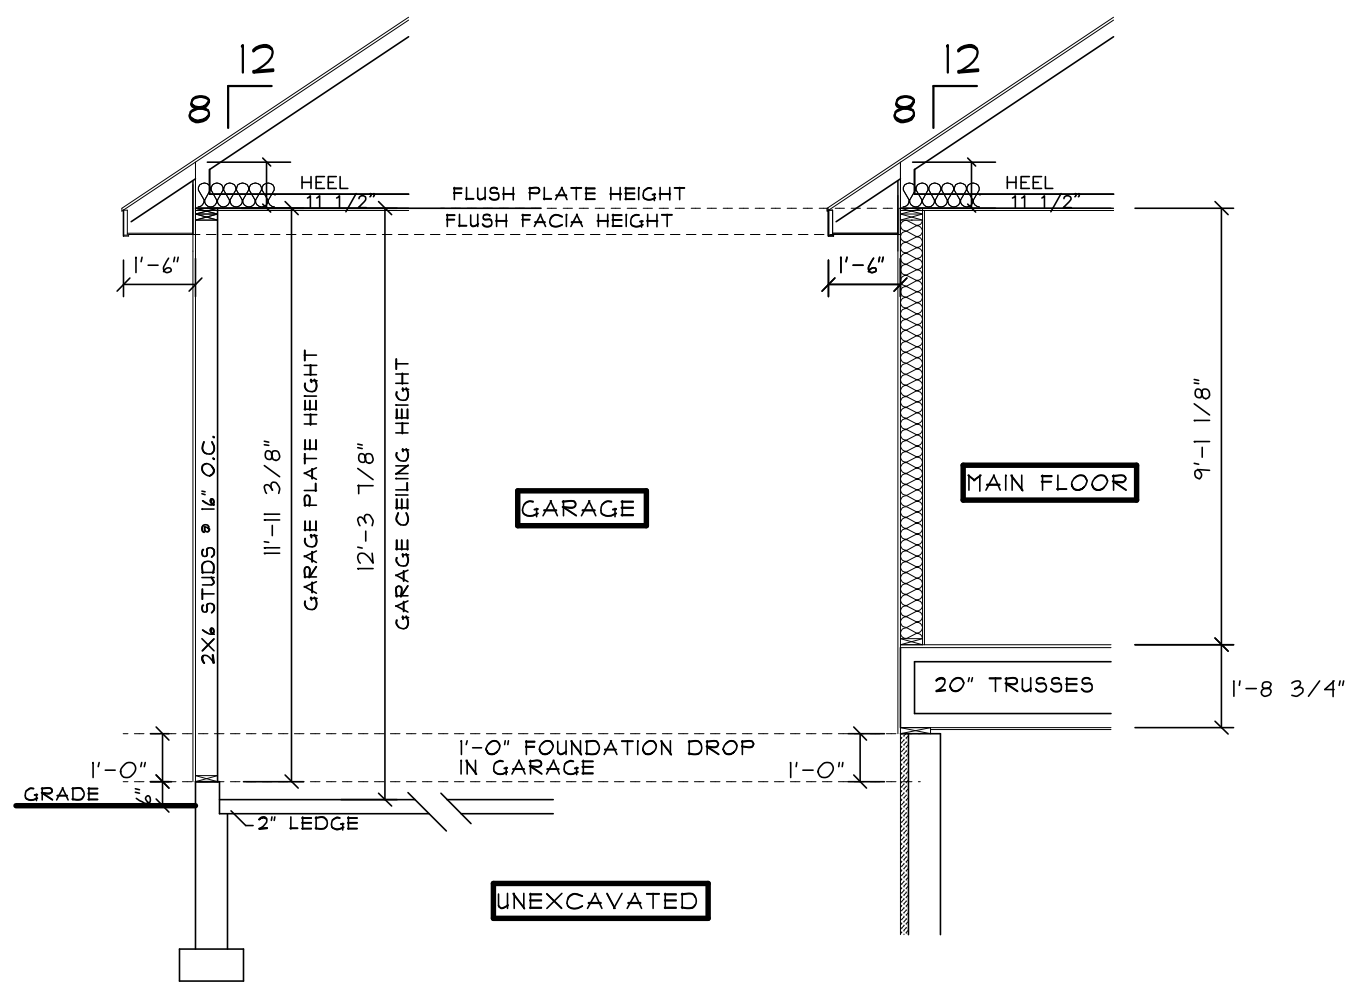 12
8
12
8
HEEL
11 1/2"
FLUSH PLATE HEIGHT
FLUSH FACIA HEIGHT
HEEL
11 1/2"
1'-6"
1'-6"
2X6 STUDS @ 16" O.C.
11'-11 3/8"
GARAGE PLATE HEIGHT
12'-3 7/8"
GARAGE CEILING HEIGHT
GARAGE
MAIN FLOOR
9'-1 1/8"
20" TRUSSES
1'-8 3/4"
1'-0"
1'-0" FOUNDATION DROP
IN GARAGE
1'-0"
GRADE
6"
2" LEDGE
UNEXCAVATED